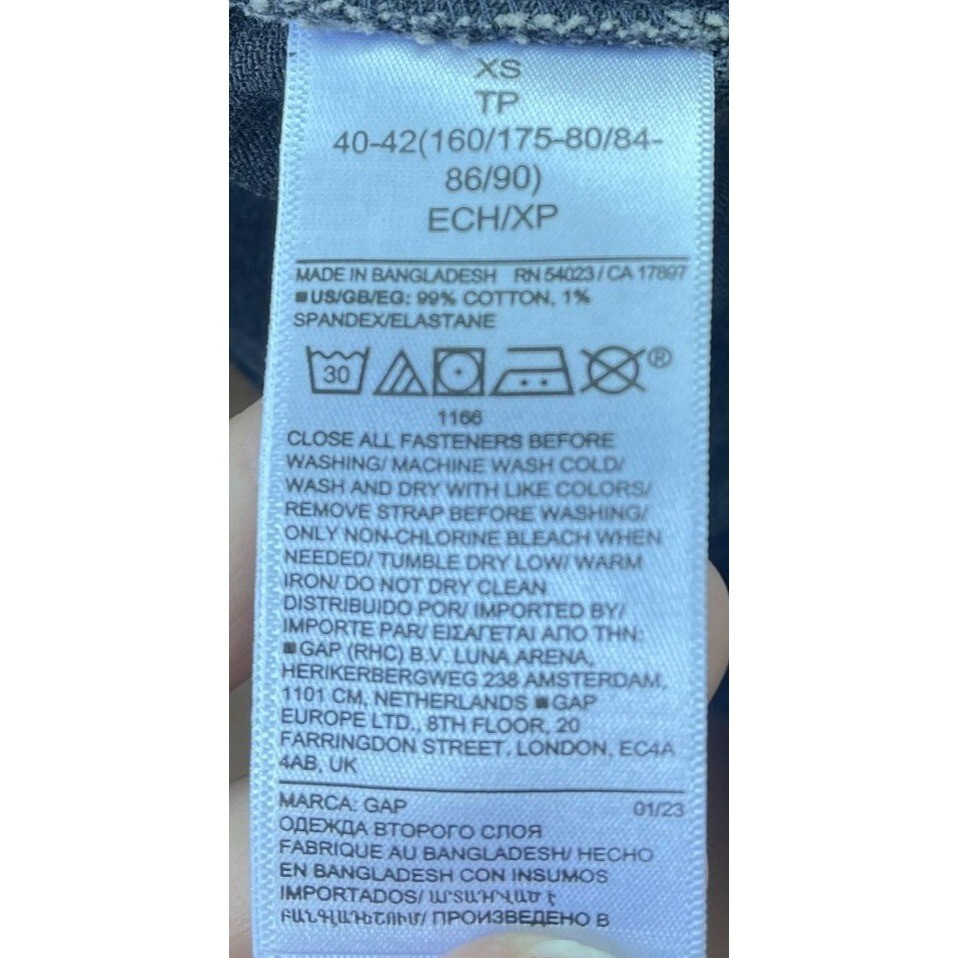 XS
TP
40-42(160/175-80/84-
86/90)
ECH/XP
MADE IN BANGLADESH RN 54023 / CA 17897
■US/GB/EG: 99% COTTON, 1%
SPANDEX/ELASTANE
30 ®
1166
CLOSE ALL FASTENERS BEFORE
WASHING/ MACHINE WASH COLD/
WASH AND DRY WITH LIKE COLORS/
REMOVE STRAP BEFORE WASHING/
ONLY NON-CHLORINE BLEACH WHEN
NEEDED/ TUMBLE DRY LOW/ WARM
IRON/ DO NOT DRY CLEAN
DISTRIBUIDO POR/ IMPORTED BY/
IMPORTE PAR/ ΕΙΣΑΓΕΤΑΙ ΑΠΟ ΤΗΝ:
■GAP (RHC) B.V. LUNA ARENA,
HERIKERBERGWEG 238 AMSTERDAM,
1101 CM, NETHERLANDS ■GAP
EUROPE LTD., 8TH FLOOR, 20
FARRINGDON STREET, LONDON, EC4A
4AB, UK
MARCA: GAP 01/23
ОДЕЖДА ВТОРОГО СЛОЯ
FABRIQUE AU BANGLADESH/ HECHO
EN BANGLADESH CON INSUMOS
IMPORTADOS/ ԱՐՏԱԴՎԱԾ Է
ԲԱՆԳԼԱԴԵՇՈՒՄ/ ПРОИЗВЕДЕНО В